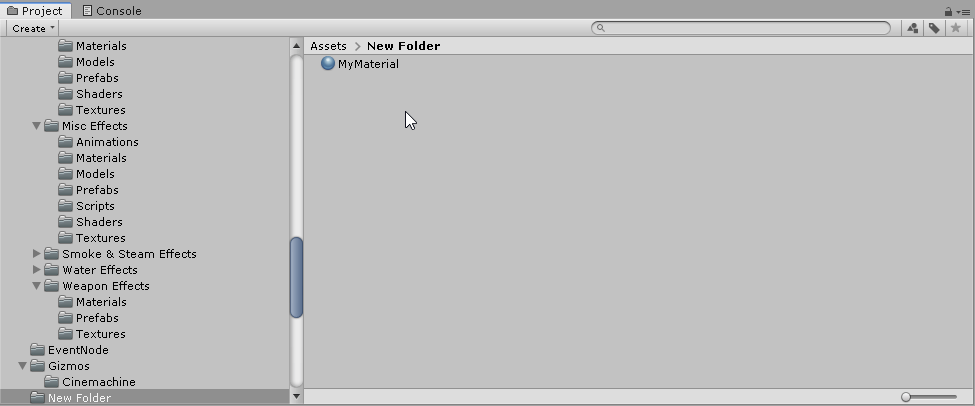 Project
Console
Create
Materials
Models
Prefabs
Shaders
Textures
Misc Effects
Animations
Materials
Models
Prefabs
Scripts
Shaders
Textures
Smoke & Steam Effects
Water Effects
Weapon Effects
Materials
Prefabs
Textures
EventNode
Gizmos
Cinemachine
New Folder
Assets > New Folder
MyMaterial